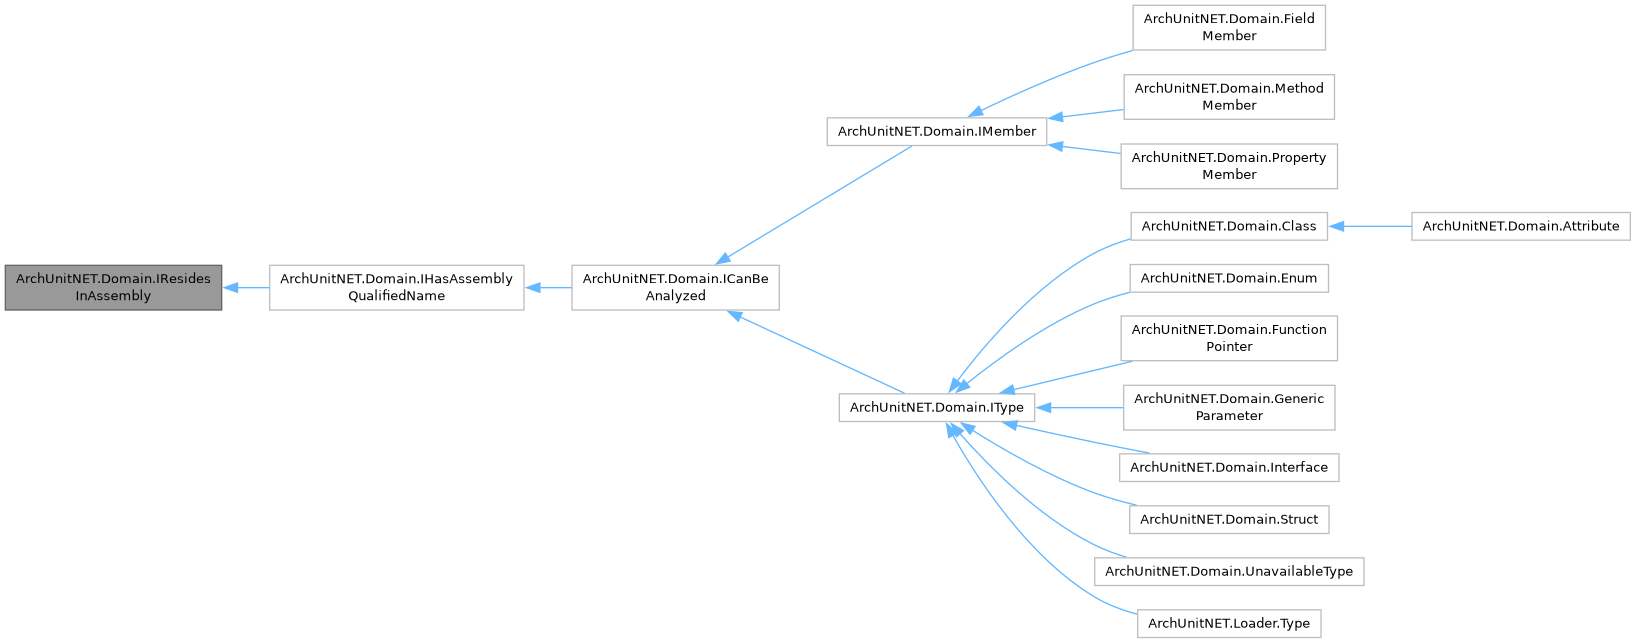 ArchUnitNET.Domain.IResides
InAssembly
ArchUnitNET.Domain.IHasAssembly
QualifiedName
ArchUnitNET.Domain.ICanBe
Analyzed
ArchUnitNET.Domain.IMember
ArchUnitNET.Domain.Field
Member
ArchUnitNET.Domain.Method
Member
ArchUnitNET.Domain.Property
Member
ArchUnitNET.Domain.IType
ArchUnitNET.Domain.Class
ArchUnitNET.Domain.Attribute
ArchUnitNET.Domain.Enum
ArchUnitNET.Domain.Function
Pointer
ArchUnitNET.Domain.Generic
Parameter
ArchUnitNET.Domain.Interface
ArchUnitNET.Domain.Struct
ArchUnitNET.Domain.UnavailableType
ArchUnitNET.Loader.Type